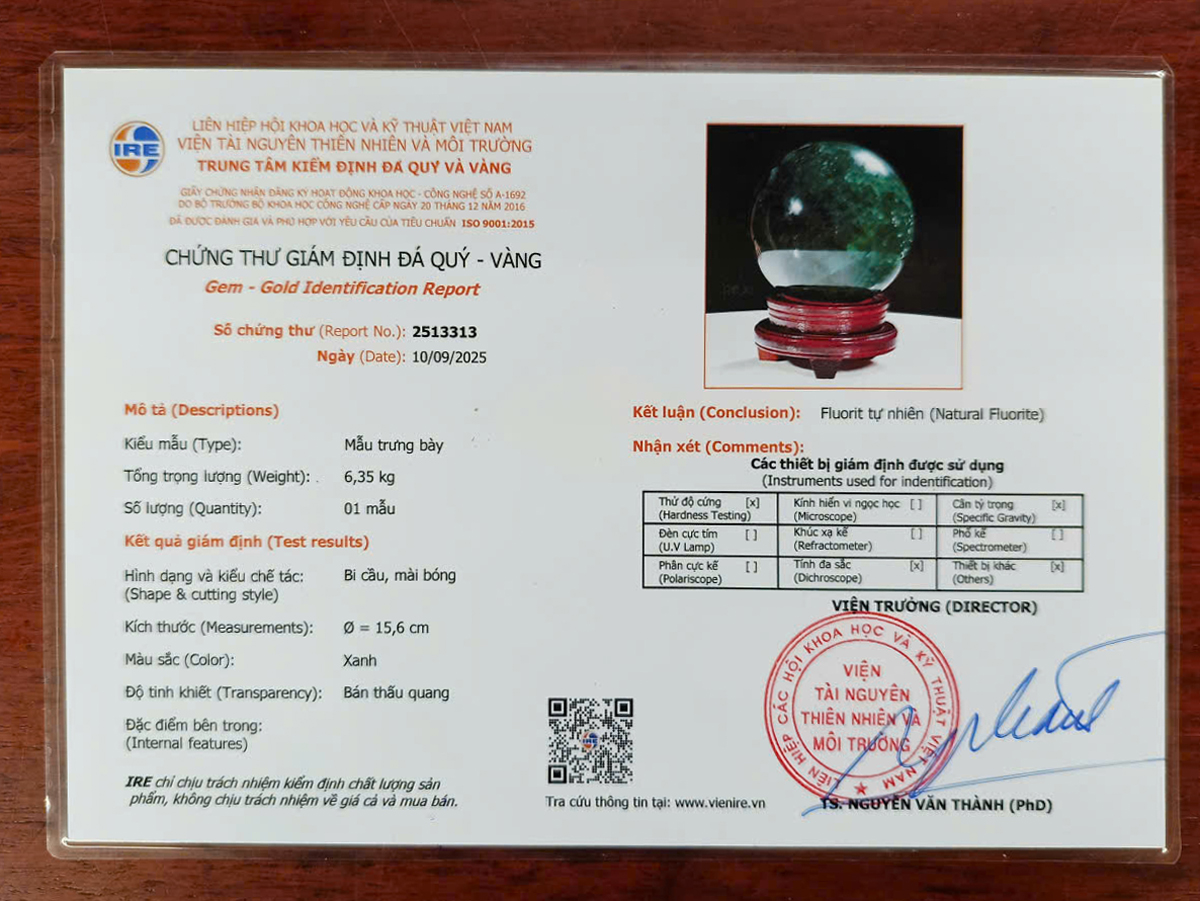 IRE
LIÊN HIỆP HỘI KHOA HỌC VÀ KỸ THUẬT VIỆT NAM
VIỆN TÀI NGUYÊN THIÊN NHIÊN VÀ MÔI TRƯỜNG
TRUNG TÂM KIỂM ĐỊNH ĐÁ QUÝ VÀ VÀNG
GIẤY CHỨNG NHẬN ĐĂNG KÝ HOẠT ĐỘNG KHOA HỌC - CÔNG NGHỆ SỐ A-1692
DO BỘ TRƯỞNG BỘ KHOA HỌC CÔNG NGHỆ CẤP NGÀY 20 THÁNG 12 NĂM 2016
ĐÃ ĐƯỢC ĐÁNH GIÁ VÀ PHÙ HỢP VỚI YÊU CẦU CỦA TIÊU CHUẨN ISO 9001:2015
CHỨNG THƯ GIÁM ĐỊNH ĐÁ QUÝ - VÀNG
Gem - Gold Identification Report
Số chứng thư (Report No.): 2513313
Ngày (Date): 10/09/2025
Mô tả (Descriptions)
Kiểu mẫu (Type): Mẫu trưng bày
Tổng trọng lượng (Weight): 6,35 kg
Số lượng (Quantity): 01 mẫu
Kết quả giám định (Test results)
Hình dạng và kiểu chế tác: Bi cầu, mài bóng
(Shape & cutting style)
Kích thước (Measurements): Ø = 15,6 cm
Màu sắc (Color): Xanh
Độ tinh khiết (Transparency): Bán thấu quang
Đặc điểm bên trong:
(Internal features)
IRE chỉ chịu trách nhiệm kiểm định chất lượng sản
phẩm, không chịu trách nhiệm về giá cả và mua bán.
Kết luận (Conclusion): Fluorit tự nhiên (Natural Fluorite)
Nhận xét (Comments):
Các thiết bị giám định được sử dụng
(Instruments used for indentification)
Thử độ cứng [x] Kính hiển vi ngọc học [ ] Cân tỷ trọng [x]
(Hardness Testing) (Microscope) (Specific Gravity)
Đèn cực tím [ ] Khúc xạ kế [ ] Phổ kế [ ]
(U.V Lamp) (Refractometer) (Spectrometer)
Phân cực kế [ ] Tính đa sắc [x] Thiết bị khác [x]
(Polariscope) (Dichroscope) (Others)
VIỆN TRƯỞNG (DIRECTOR)
LIÊN HIỆP CÁC HỘI KHOA HỌC VÀ KỸ THUẬT VIỆT NAM
VIỆN
TÀI NGUYÊN
THIÊN NHIÊN VÀ
MÔI TRƯỜNG
IRE
Tra cứu thông tin tại: www.vienire.vn
TS. NGUYỄN VĂN THÀNH (PhD)